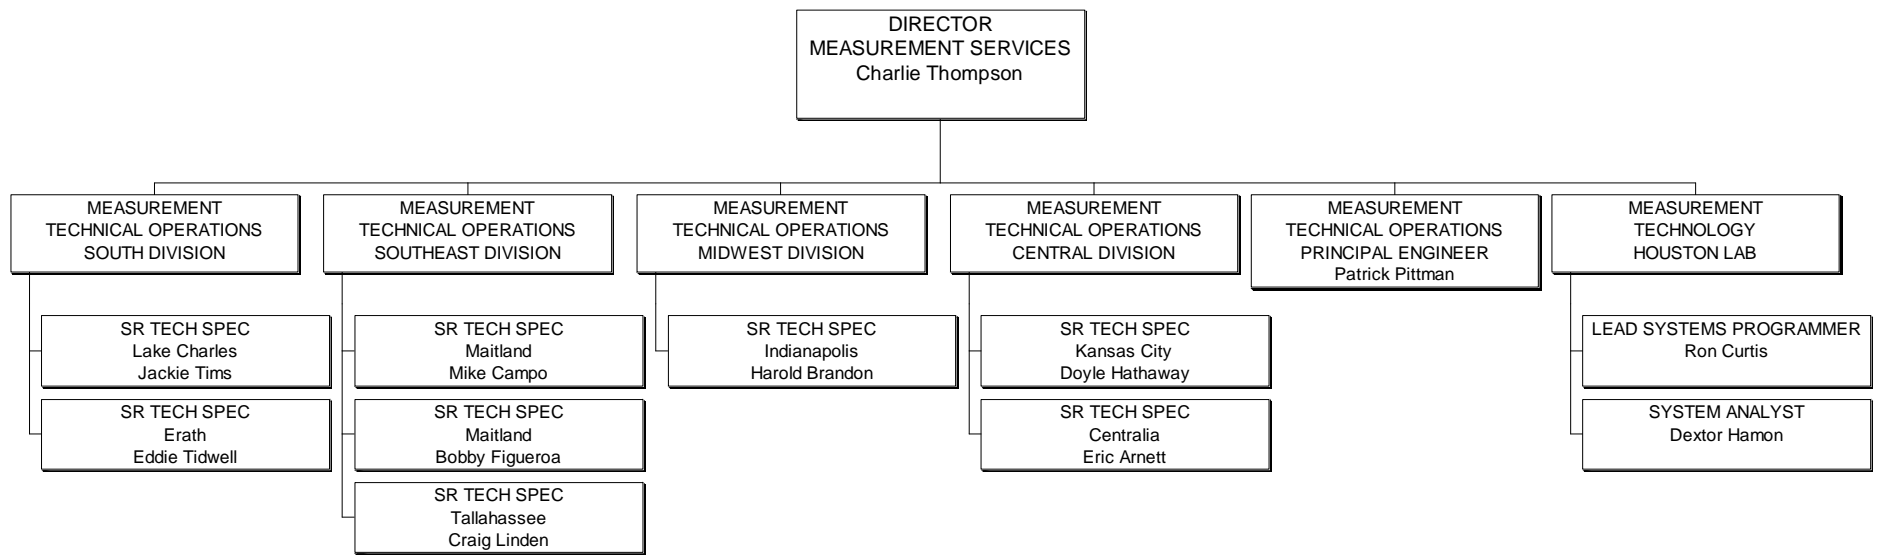 DIRECTOR
MEASUREMENT SERVICES
Charlie Thompson
MEASUREMENT
TECHNICAL OPERATIONS
SOUTH DIVISION
SR TECH SPEC
Lake Charles
Jackie Tims
SR TECH SPEC
Erath
Eddie Tidwell
MEASUREMENT
TECHNICAL OPERATIONS
SOUTHEAST DIVISION
SR TECH SPEC
Maitland
Mike Campo
SR TECH SPEC
Maitland
Bobby Figueroa
SR TECH SPEC
Tallahassee
Craig Linden
MEASUREMENT
TECHNICAL OPERATIONS
MIDWEST DIVISION
SR TECH SPEC
Indianapolis
Harold Brandon
MEASUREMENT
TECHNICAL OPERATIONS
CENTRAL DIVISION
SR TECH SPEC
Kansas City
Doyle Hathaway
SR TECH SPEC
Centralia
Eric Arnett
MEASUREMENT
TECHNICAL OPERATIONS
PRINCIPAL ENGINEER
Patrick Pittman
MEASUREMENT
TECHNOLOGY
HOUSTON LAB
LEAD SYSTEMS PROGRAMMER
Ron Curtis
SYSTEM ANALYST
Dextor Hamon